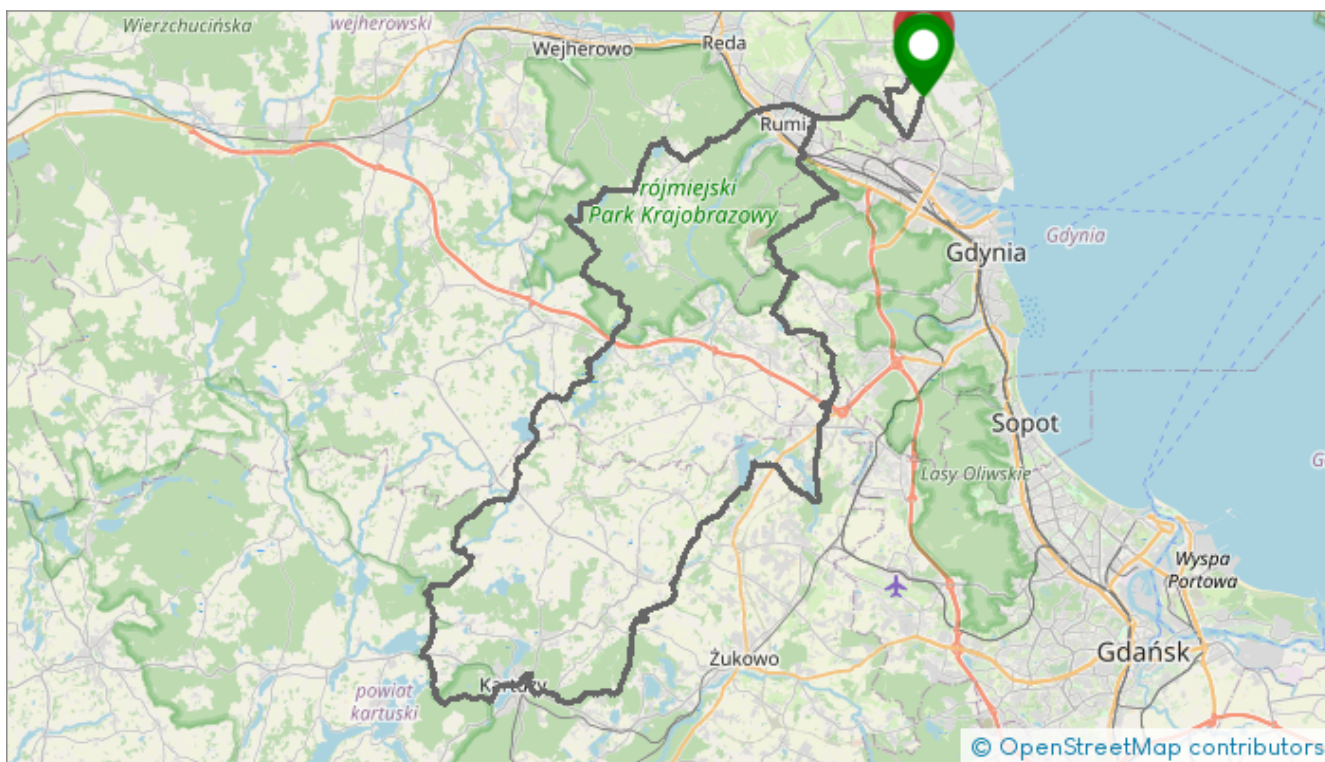 Wierzchucińska
wejherowski
Wejherowo
Reda
Rumia
rójmiejski
Park Krajobrazowy
Gdynia
Gdynia
Sopot
Lasy Oliwskie
Wyspa
Portowa
Gdańsk
Żukowo
Kartuzy
powiat
kartuski
G
© OpenStreetMap contributors